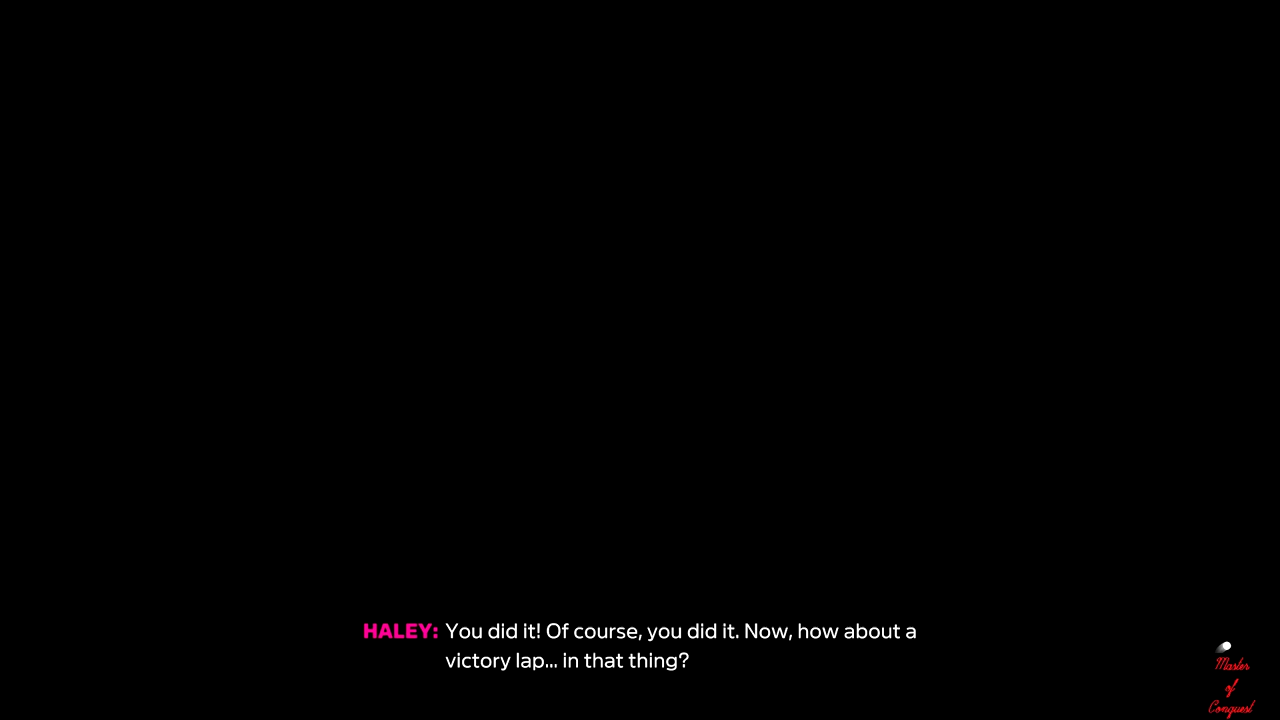 HALEY: You did it! Of course, you did it. Now, how about a
victory lap... in that thing?
Master
of
Conquest